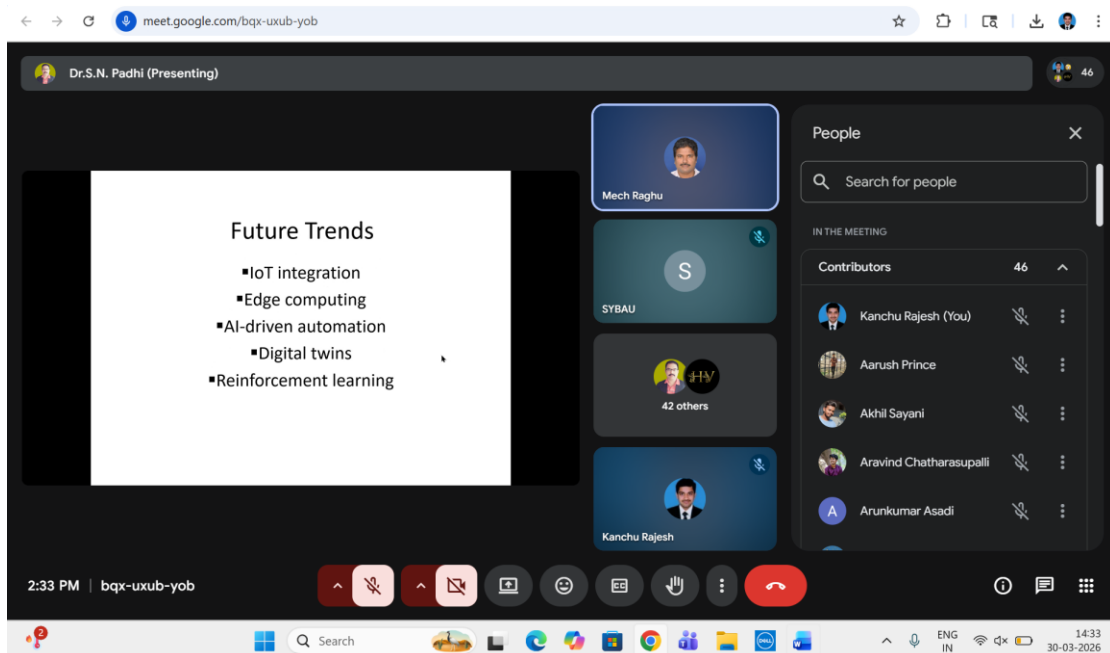 meet.google.com/bqx-uxub-yob
Dr.S.N. Padhi (Presenting)
46
Future Trends
▪IoT integration
▪Edge computing
▪AI-driven automation
▪Digital twins
▪Reinforcement learning
Mech Raghu
S
SYBAU
HV
42 others
Kanchu Rajesh
People
Search for people
IN THE MEETING
Contributors 46
Kanchu Rajesh (You)
Aarush Prince
Akhil Sayani
Aravind Chatharasupalli
A Arunkumar Asadi
2:33 PM | bqx-uxub-yob
CC
2
Search
DELL
W
ENG
IN
14:33
30-03-2026